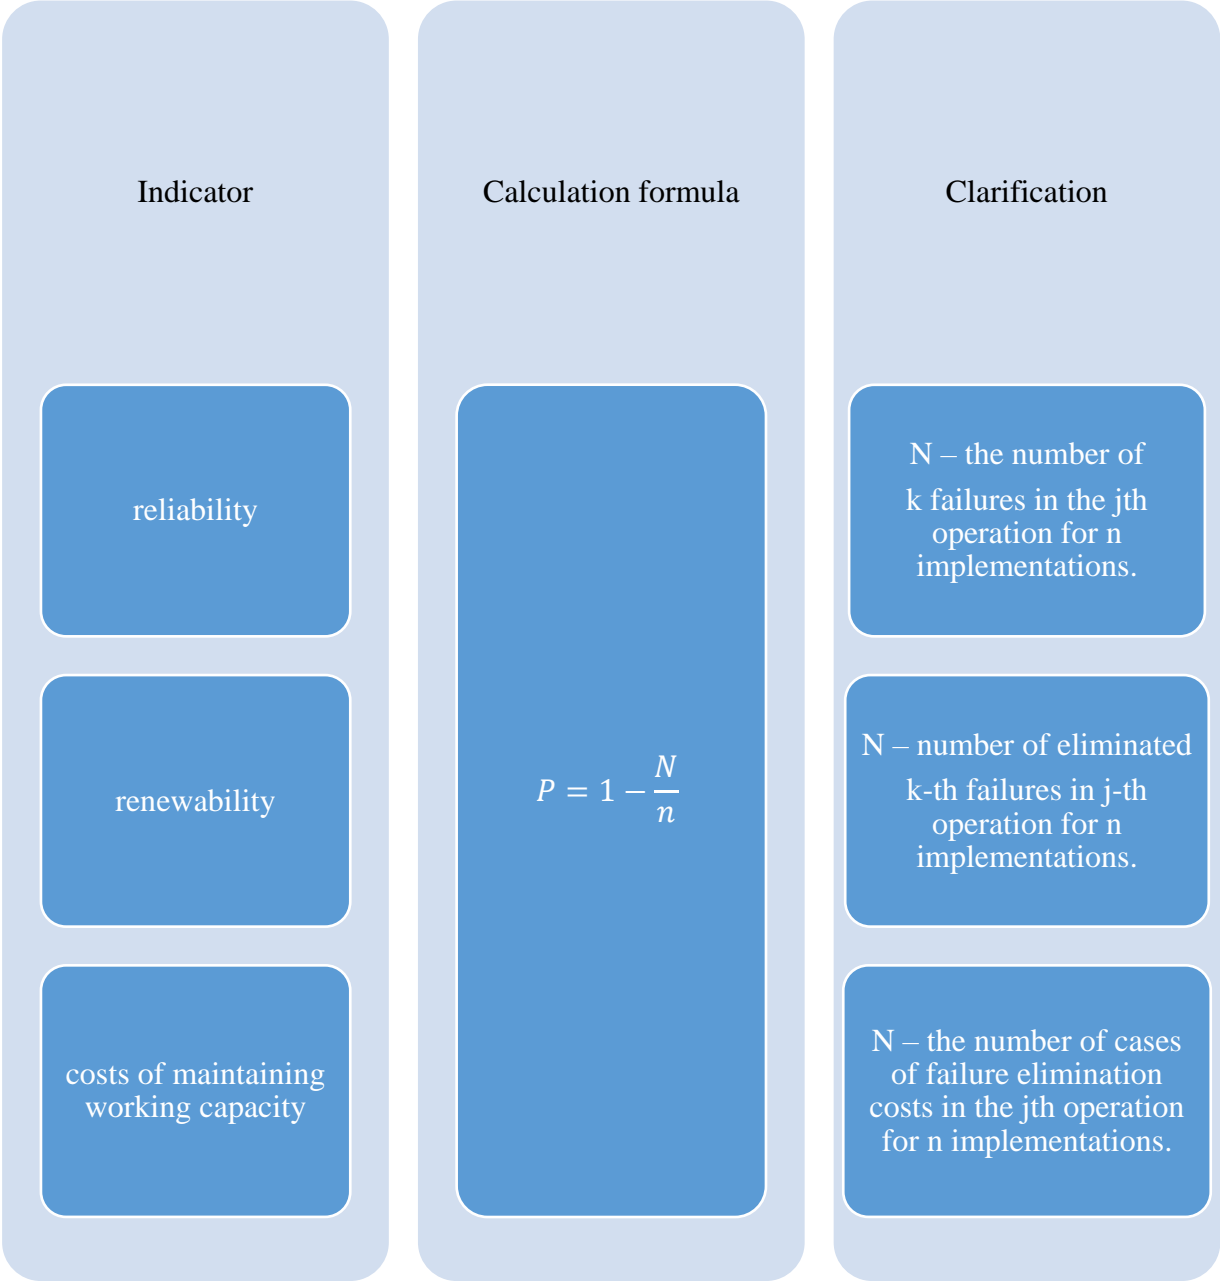 Indicator
Calculation formula
Clarification
reliability
renewability
costs of maintaining
working capacity
P = 1 − N/n
N – the number of
k failures in the jth
operation for n
implementations.
N – number of eliminated
k-th failures in j-th
operation for n
implementations.
N – the number of cases
of failure elimination
costs in the jth operation
for n implementations.